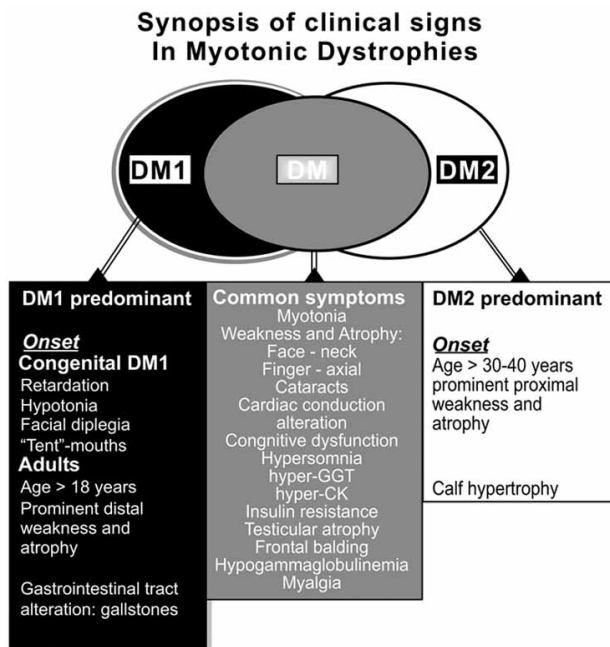 Synopsis of clinical signs
In Myotonic Dystrophies
DM1
DM
DM2
DM1 predominant
Onset
Congenital DM1
Retardation
Hypotonia
Facial diplegia
“Tent”-mouths
Adults
Age > 18 years
Prominent distal
weakness and
atrophy
Gastrointestinal tract
alteration: gallstones
Common symptoms
Myotonia
Weakness and Atrophy:
Face - neck
Finger - axial
Cataracts
Cardiac conduction
alteration
Congnitive dysfunction
Hypersomnia
hyper-GGT
hyper-CK
Insulin resistance
Testicular atrophy
Frontal balding
Hypogammaglobulinemia
Myalgia
DM2 predominant
Onset
Age > 30-40 years
prominent proximal
weakness and
atrophy
Calf hypertrophy